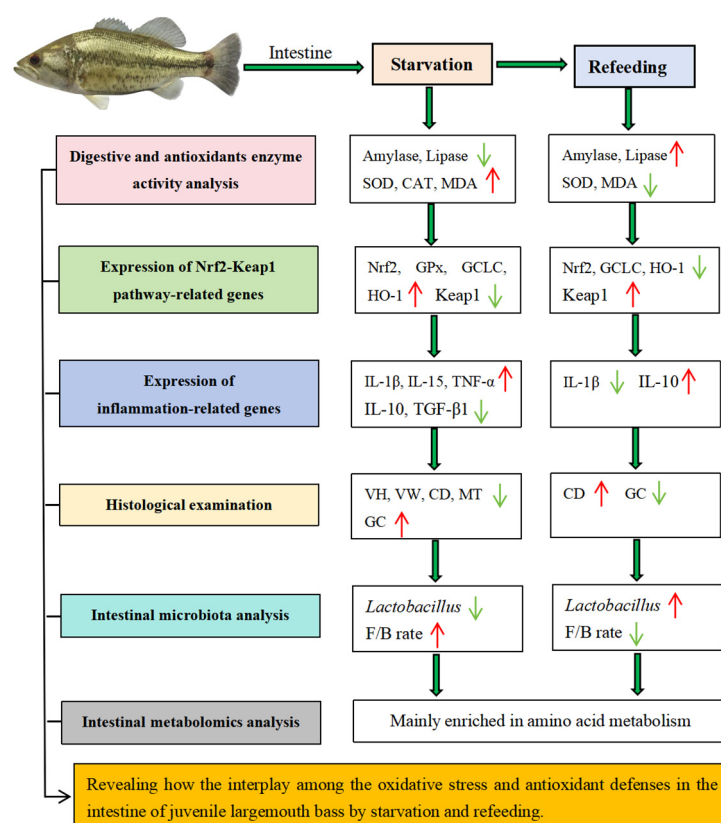 Intestine
Starvation
Refeeding
Digestive and antioxidants enzyme
activity analysis
Amylase, Lipase ↓
SOD, CAT, MDA ↑
Amylase, Lipase ↑
SOD, MDA ↓
Expression of Nrf2-Keap1
pathway-related genes
Nrf2, GPx, GCLC,
HO-1 ↑ Keap1 ↓
Nrf2, GCLC, HO-1 ↓
Keap1 ↑
Expression of
inflammation-related genes
IL-1β, IL-15, TNF-α ↑
IL-10, TGF-β1 ↓
IL-1β ↓ IL-10 ↑
Histological examination
VH, VW, CD, MT ↓
GC ↑
CD ↑ GC ↓
Intestinal microbiota analysis
Lactobacillus ↓
F/B rate ↑
Lactobacillus ↑
F/B rate ↓
Intestinal metabolomics analysis
Mainly enriched in amino acid metabolism
Revealing how the interplay among the oxidative stress and antioxidant defenses in the
intestine of juvenile largemouth bass by starvation and refeeding.